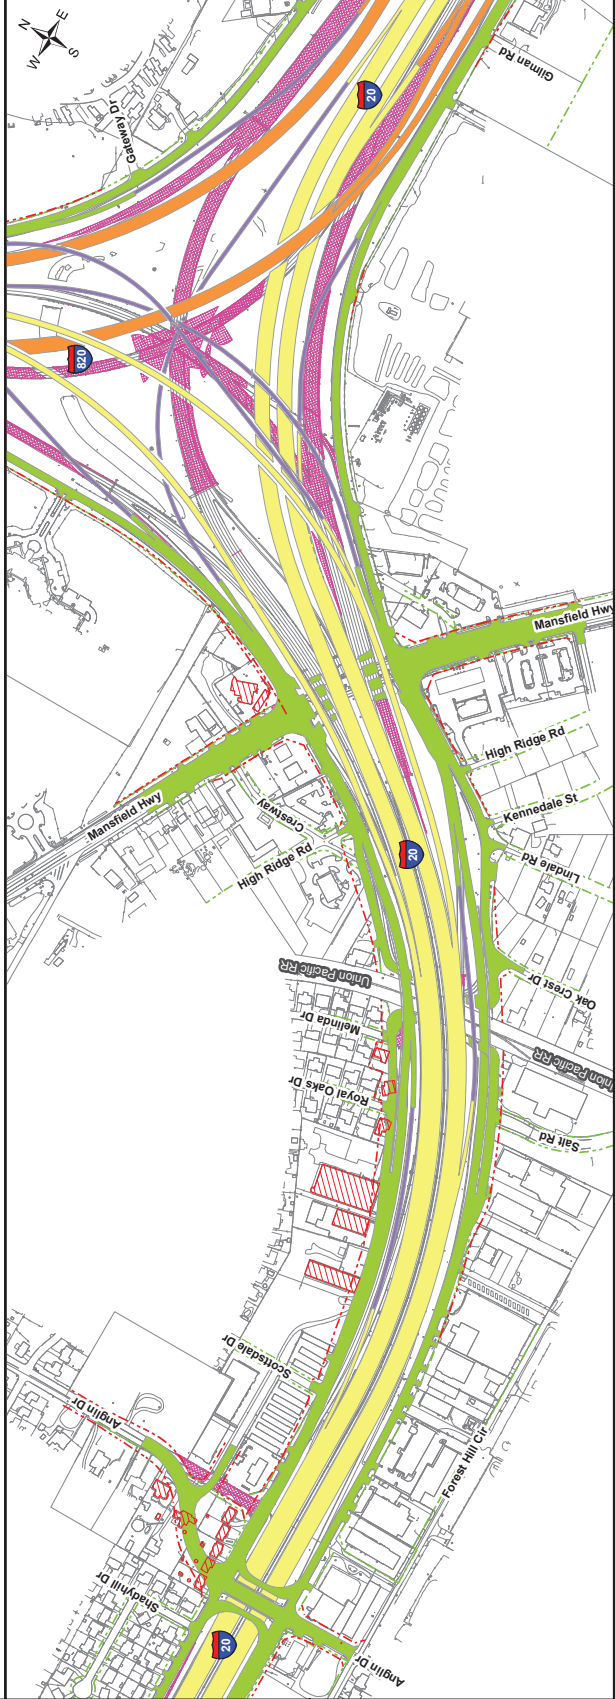 N
E
W
S
Gateway Dr
20
Gilman Rd
820
Mansfield Hwy
Mansfield Hwy
Crestway
High Ridge Rd
High Ridge Rd
Kennedale St
20
Lindale Rd
Union Pacific RR
Oak Crest Dr
Melinda Dr
Union Pacific RR
Royal Oaks Dr
Salt Rd
Scottsdale Dr
Anglin Dr
Forest Hill Cir
Shadyhill Dr
20
Anglin Dr